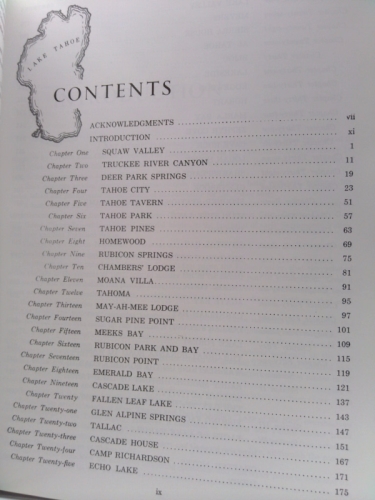 LAKE TAHOE
CONTENTS
ACKNOWLEDGMENTS vii
INTRODUCTION xi
Chapter One SQUAW VALLEY 1
Chapter Two TRUCKEE RIVER CANYON 11
Chapter Three DEER PARK SPRINGS 19
Chapter Four TAHOE CITY 23
Chapter Five TAHOE TAVERN 51
Chapter Six TAHOE PARK 57
Chapter Seven TAHOE PINES 63
Chapter Eight HOMEWOOD 69
Chapter Nine RUBICON SPRINGS 75
Chapter Ten CHAMBERS' LODGE 81
Chapter Eleven MOANA VILLA 91
Chapter Twelve TAHOMA 95
Chapter Thirteen MAY-AH-MEE LODGE 97
Chapter Fourteen SUGAR PINE POINT 101
Chapter Fifteen MEEKS BAY 109
Chapter Sixteen RUBICON PARK AND BAY 115
Chapter Seventeen RUBICON POINT 119
Chapter Eighteen EMERALD BAY 121
Chapter Nineteen CASCADE LAKE 137
Chapter Twenty FALLEN LEAF LAKE 143
Chapter Twenty-one GLEN ALPINE SPRINGS 147
Chapter Twenty-two TALLAC 151
Chapter Twenty-three CASCADE HOUSE 167
Chapter Twenty-four CAMP RICHARDSON 171
Chapter Twenty-five ECHO LAKE 175
ix